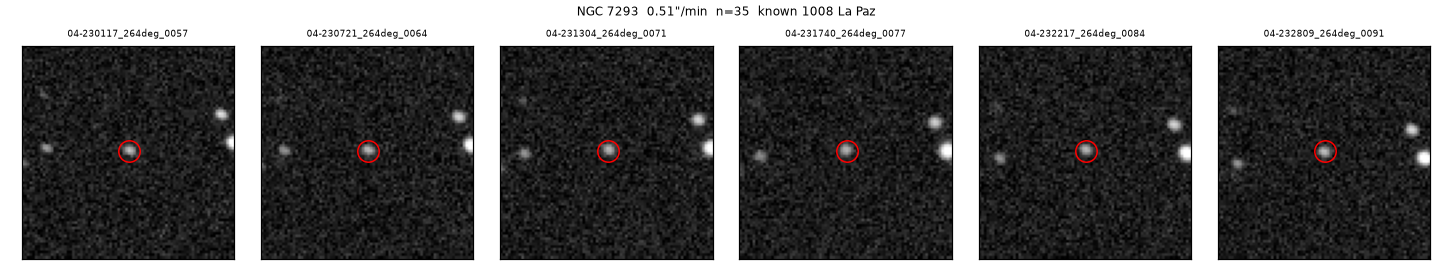 NGC 7293  0.51"/min  n=35  known 1008 La Paz
04-230117_264deg_0057
04-230721_264deg_0064
04-231304_264deg_0071
04-231740_264deg_0077
04-232217_264deg_0084
04-232809_264deg_0091